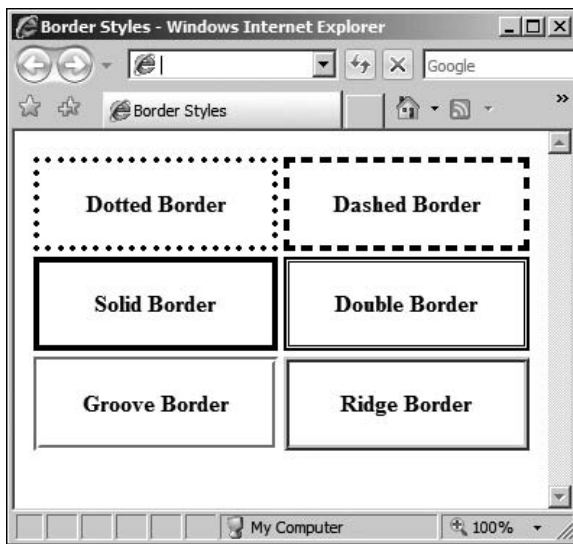 Border Styles - Windows Internet Explorer
Google
Border Styles
»
Dotted Border
Dashed Border
Solid Border
Double Border
Groove Border
Ridge Border
My Computer
100%